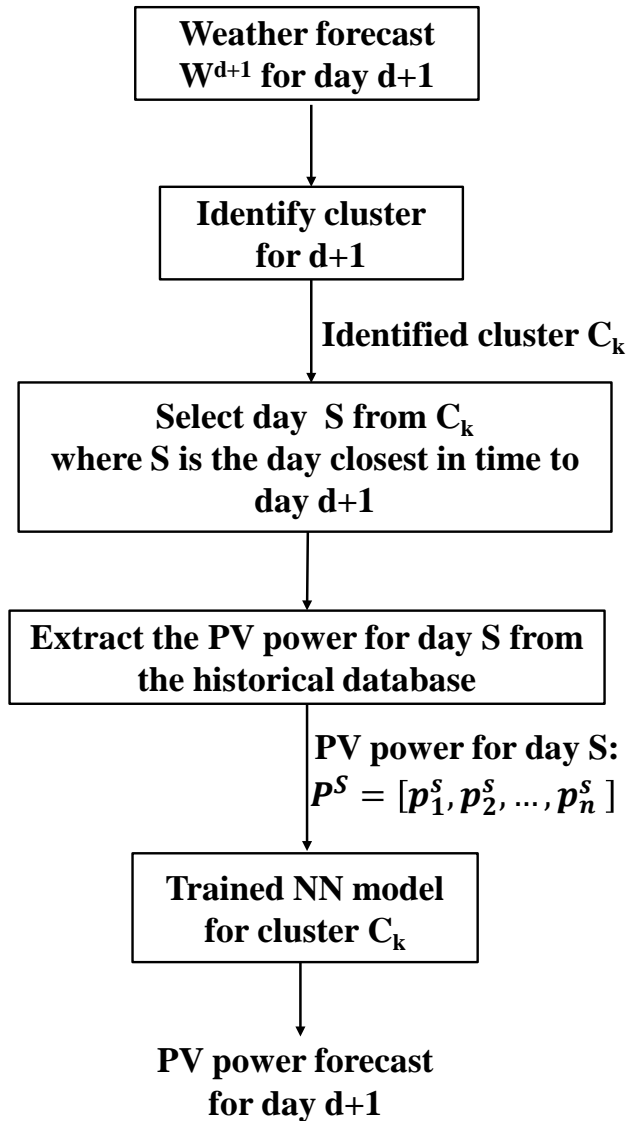 Weather forecast
W^{d+1} for day d+1
Identify cluster
for d+1
Identified cluster C_k
Select day S from C_k
where S is the day closest in time to
day d+1
Extract the PV power for day S from
the historical database
PV power for day S:
P^S = [p_1^s, p_2^s, …, p_n^s ]
Trained NN model
for cluster C_k
PV power forecast
for day d+1